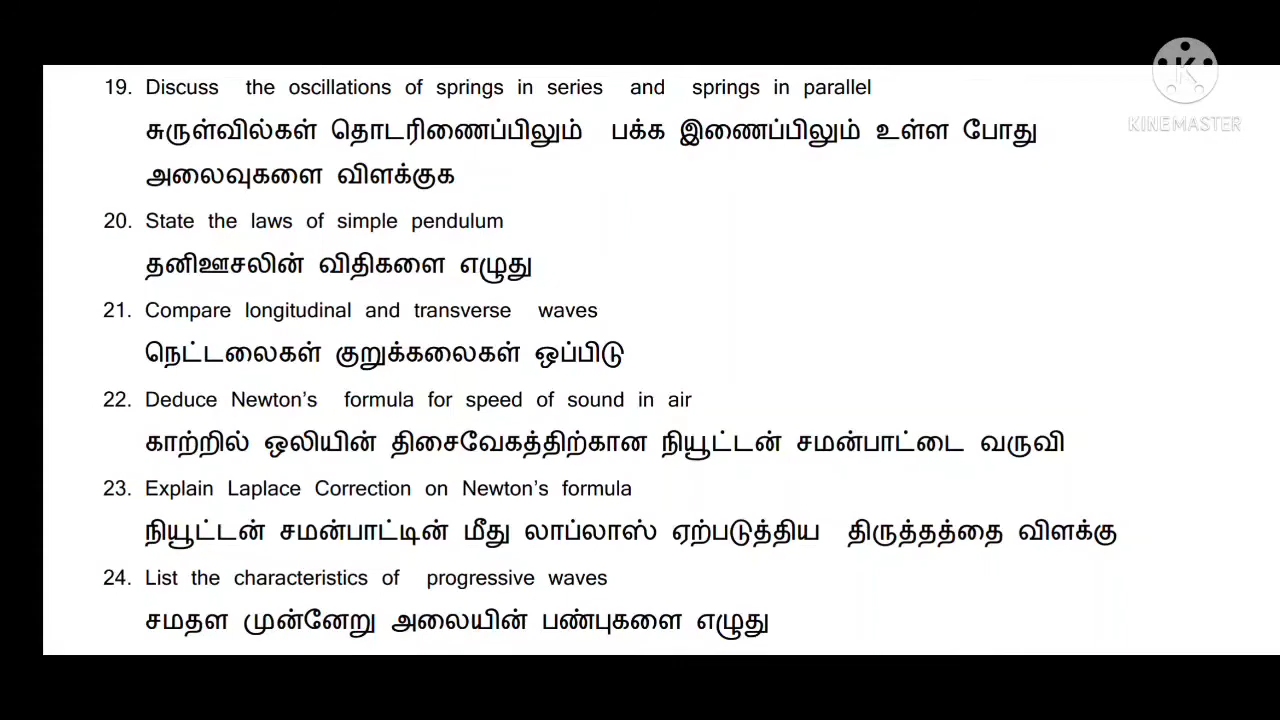 19. Discuss the oscillations of springs in series and springs in parallel
சுருள்வில்கள் தொடரிணைப்பிலும் பக்க இணைப்பிலும் உள்ள போது
அலைவுகளை விளக்குக
20. State the laws of simple pendulum
தனிஊசலின் விதிகளை எழுது
21. Compare longitudinal and transverse waves
நெட்டலைகள் குறுக்கலைகள் ஒப்பிடு
22. Deduce Newton's formula for speed of sound in air
காற்றில் ஒலியின் திசைவேகத்திற்கான நியூட்டன் சமன்பாட்டை வருவி
23. Explain Laplace Correction on Newton's formula
நியூட்டன் சமன்பாட்டின் மீது லாப்லாஸ் ஏற்படுத்திய திருத்தத்தை விளக்கு
24. List the characteristics of progressive waves
சமதள முன்னேறு அலையின் பண்புகளை எழுது
K
KINEMASTER